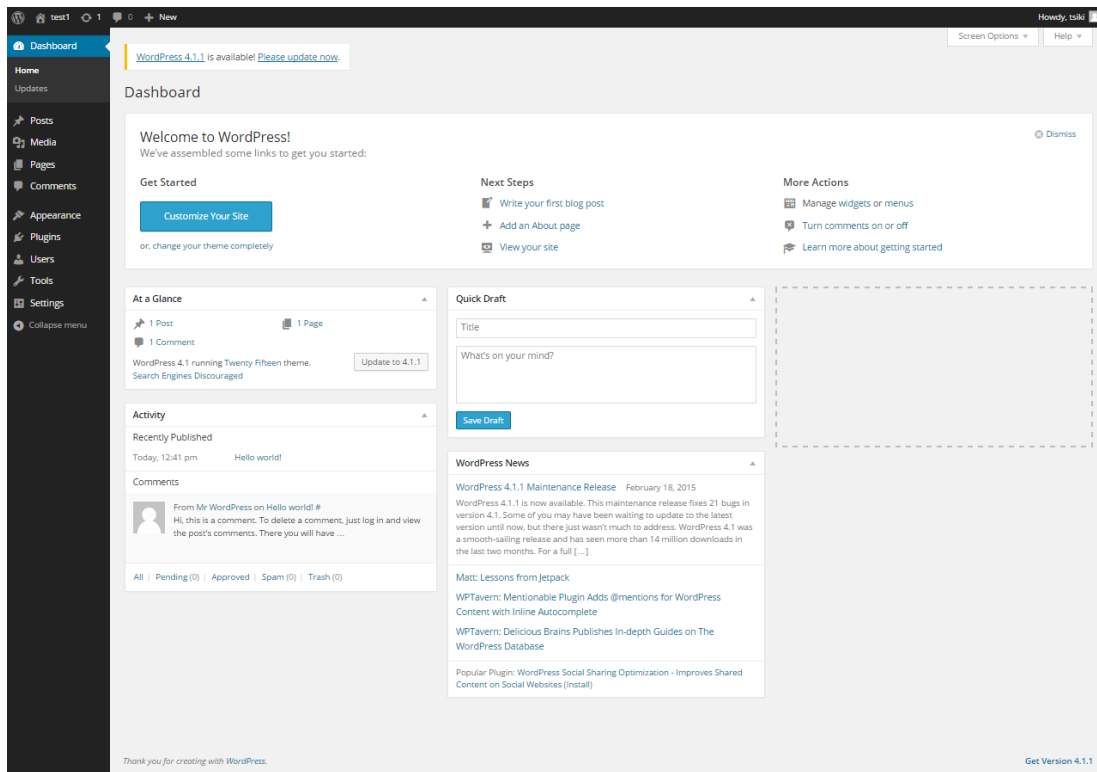 test1 1 0 + New Howdy, tsiki
Dashboard
Home
Updates
Posts
Media
Pages
Comments
Appearance
Plugins
Users
Tools
Settings
Collapse menu
Screen Options Help
WordPress 4.1.1 is available! Please update now.
Dashboard
Welcome to WordPress!
We've assembled some links to get you started:
Dismiss
Get Started
Customize Your Site
or, change your theme completely
Next Steps
Write your first blog post
Add an About page
View your site
More Actions
Manage widgets or menus
Turn comments on or off
Learn more about getting started
At a Glance
1 Post 1 Page
1 Comment
WordPress 4.1 running Twenty Fifteen theme. Update to 4.1.1
Search Engines Discouraged
Activity
Recently Published
Today, 12:41 pm Hello world!
Comments
From Mr WordPress on Hello world! #
Hi, this is a comment. To delete a comment, just log in and view
the post's comments. There you will have ...
All | Pending (0) | Approved | Spam (0) | Trash (0)
Quick Draft
Title
What's on your mind?
Save Draft
WordPress News
WordPress 4.1.1 Maintenance Release February 18, 2015
WordPress 4.1.1 is now available. This maintenance release fixes 21 bugs in
version 4.1. Some of you may have been waiting to update to the latest
version until now, but there just wasn't much to address. WordPress 4.1 was
a smooth-sailing release and has seen more than 14 million downloads in
the last two months. For a full [...]
Matt: Lessons from Jetpack
WPTavern: Mentionable Plugin Adds @mentions for WordPress
Content with Inline Autocomplete
WPTavern: Delicious Brains Publishes In-depth Guides on The
WordPress Database
Popular Plugin: WordPress Social Sharing Optimization - Improves Shared
Content on Social Websites (Install)
Thank you for creating with WordPress. Get Version 4.1.1